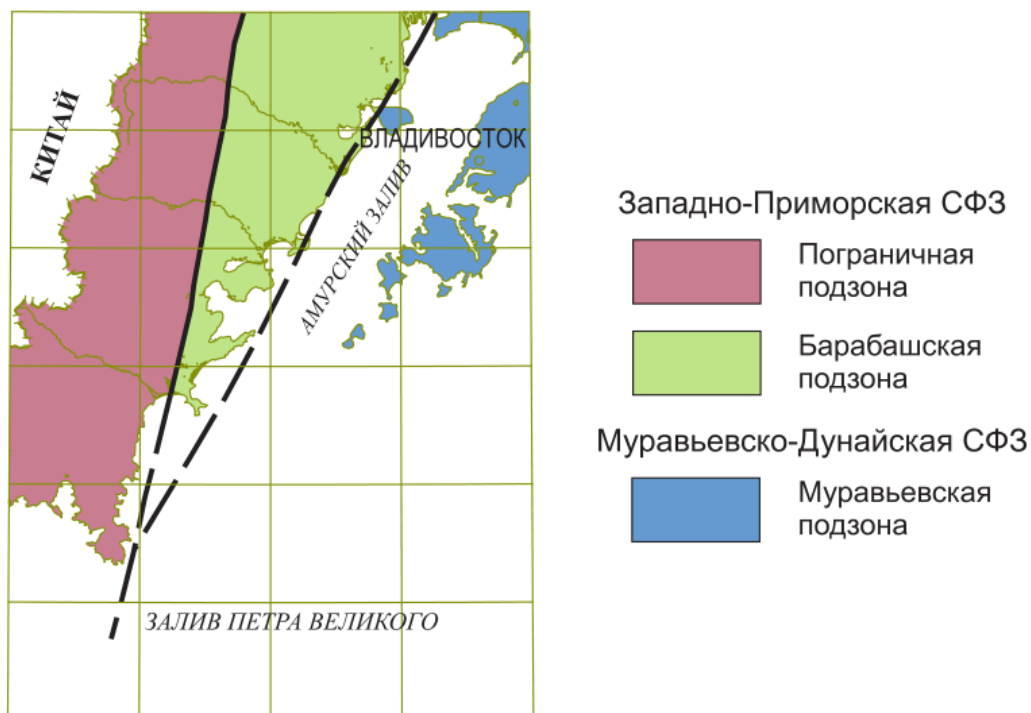 КИТАЙ
ВЛАДИВОСТОК
АМУРСКИЙ ЗАЛИВ
ЗАЛИВ ПЕТРА ВЕЛИКОГО
Западно-Приморская СФЗ
Пограничная
подзона
Барабашская
подзона
Муравьевско-Дунайская СФЗ
Муравьевская
подзона